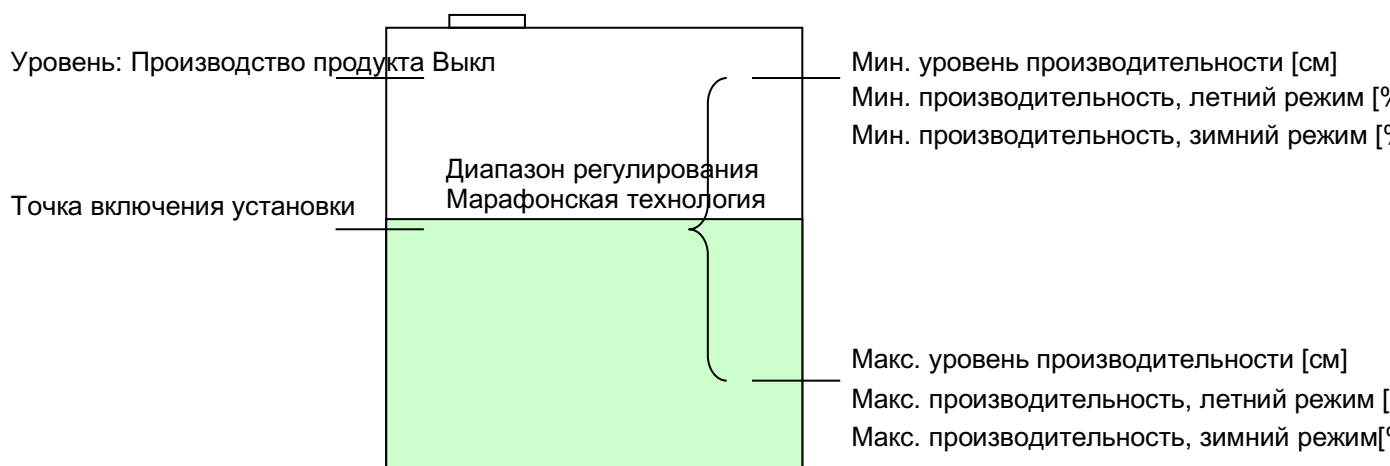 Уровень: Производство продукта Выкл
Точка включения установки
Диапазон регулирования
Марафонская технология
Мин. уровень производительности [см]
Мин. производительность, летний режим [%
Мин. производительность, зимний режим [%
Макс. уровень производительности [см]
Макс. производительность, летний режим [
Макс. производительность, зимний режим[%